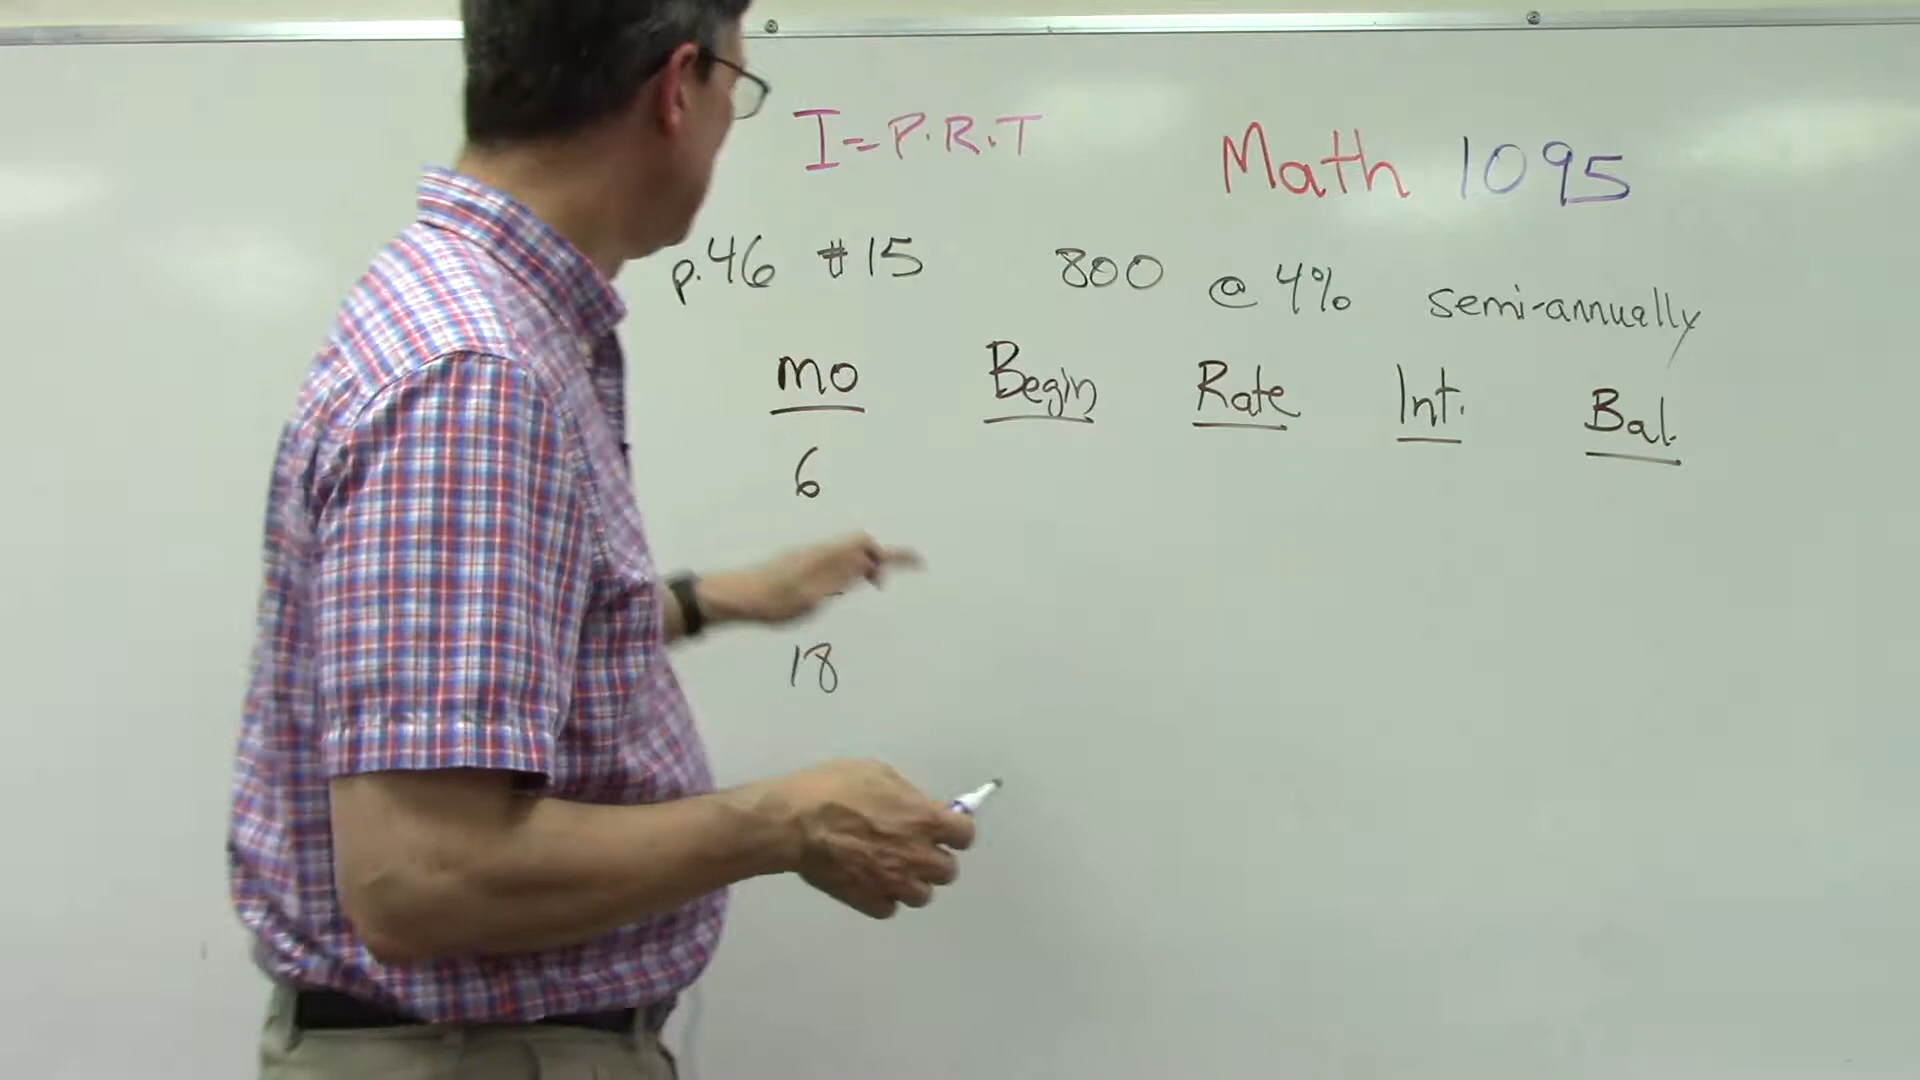 I=P.R.T
Math 1095
p.46 #15 800 @ 4% semi-annually
mo Begin Rate Int. Bal.
6
18